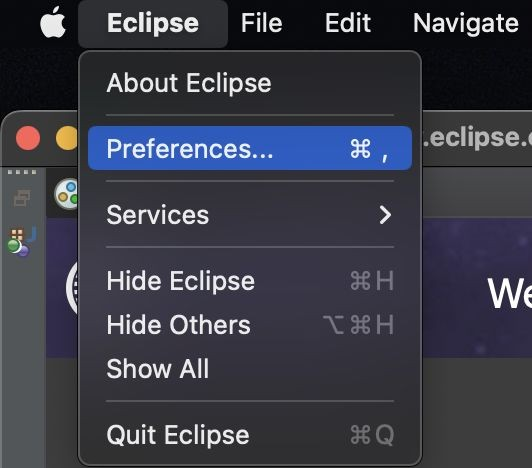 Eclipse File Edit Navigate
About Eclipse
Preferences... ⌘ ,
.eclipse.
Services
Hide Eclipse ⌘H
We
Hide Others ⌥⌘H
Show All
Quit Eclipse ⌘Q